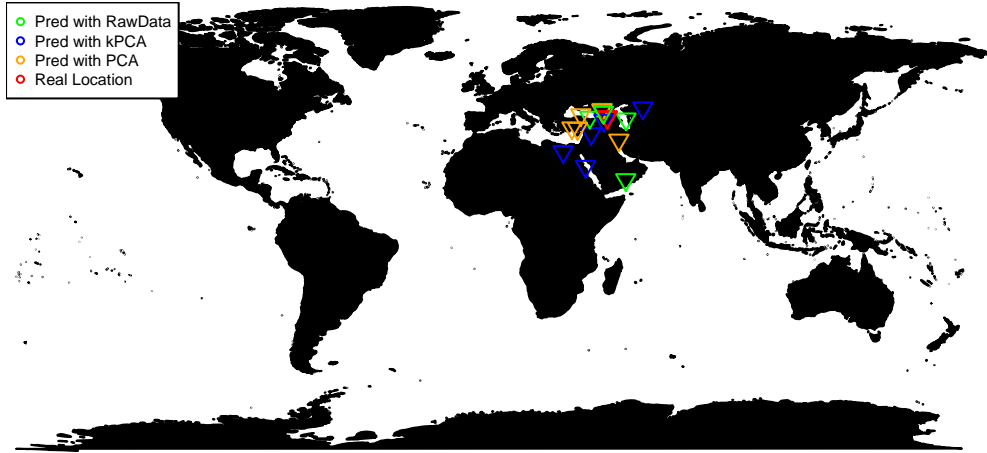 Pred with RawData
Pred with kPCA
Pred with PCA
Real Location